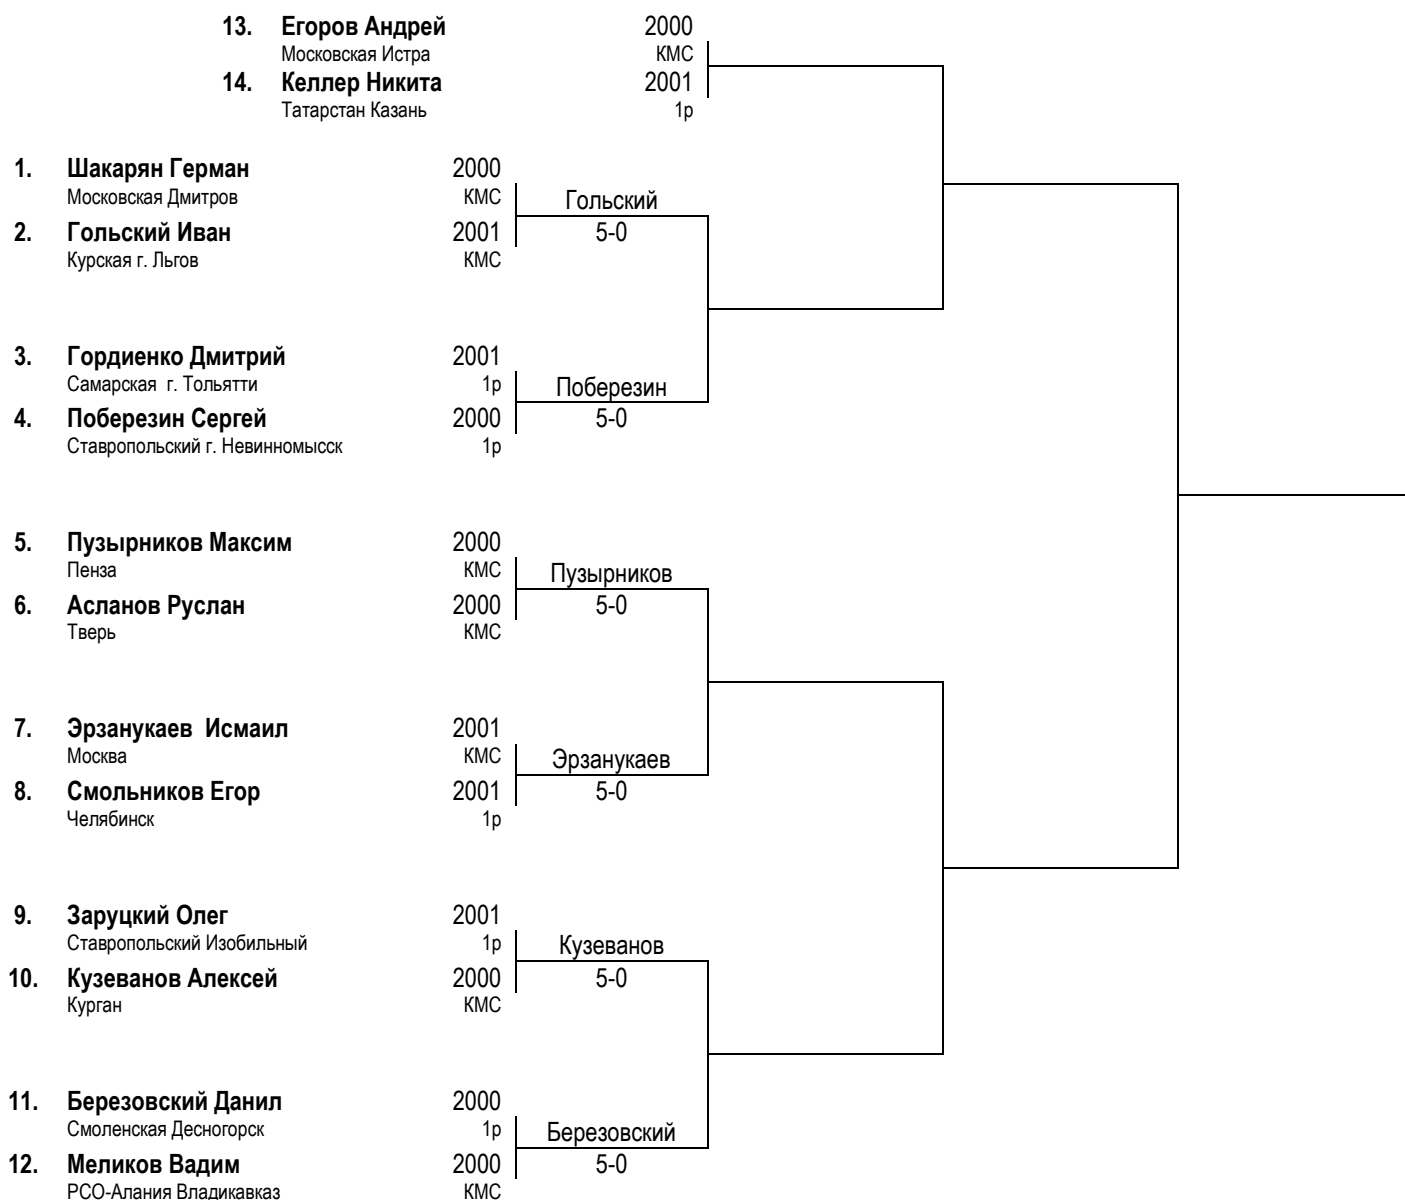 13. Егоров Андрей 2000
Московская Истра КМС
14. Келлер Никита 2001
Татарстан Казань 1р
1. Шакарян Герман 2000
Московская Дмитров КМС Гольский
2. Гольский Иван 2001 5-0
Курская г. Льгов КМС
3. Гордиенко Дмитрий 2001
Самарская г. Тольятти 1р Поберезин
4. Поберезин Сергей 2000 5-0
Ставропольский г. Невинномысск 1р
5. Пузырников Максим 2000
Пенза КМС Пузырников
6. Асланов Руслан 2000 5-0
Тверь КМС
7. Эрзанукаев Исмаил 2001
Москва КМС Эрзанукаев
8. Смольников Егор 2001 5-0
Челябинск 1р
9. Заруцкий Олег 2001
Ставропольский Изобильный 1р Кузеванов
10. Кузеванов Алексей 2000 5-0
Курган КМС
11. Березовский Данил 2000
Смоленская Десногорск 1р Березовский
12. Меликов Вадим 2000 5-0
РСО-Алания Владикавказ КМС